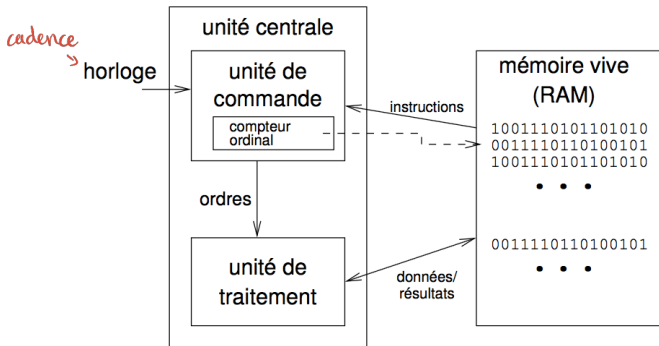 cadence
horloge
unité centrale
unité de
commande
compteur
ordinal
ordres
unité de
traitement
instructions
données/
résultats
mémoire vive
(RAM)
1001110101101010
0011110110100101
1001110101101010
• • •
0011110110100101
• • •